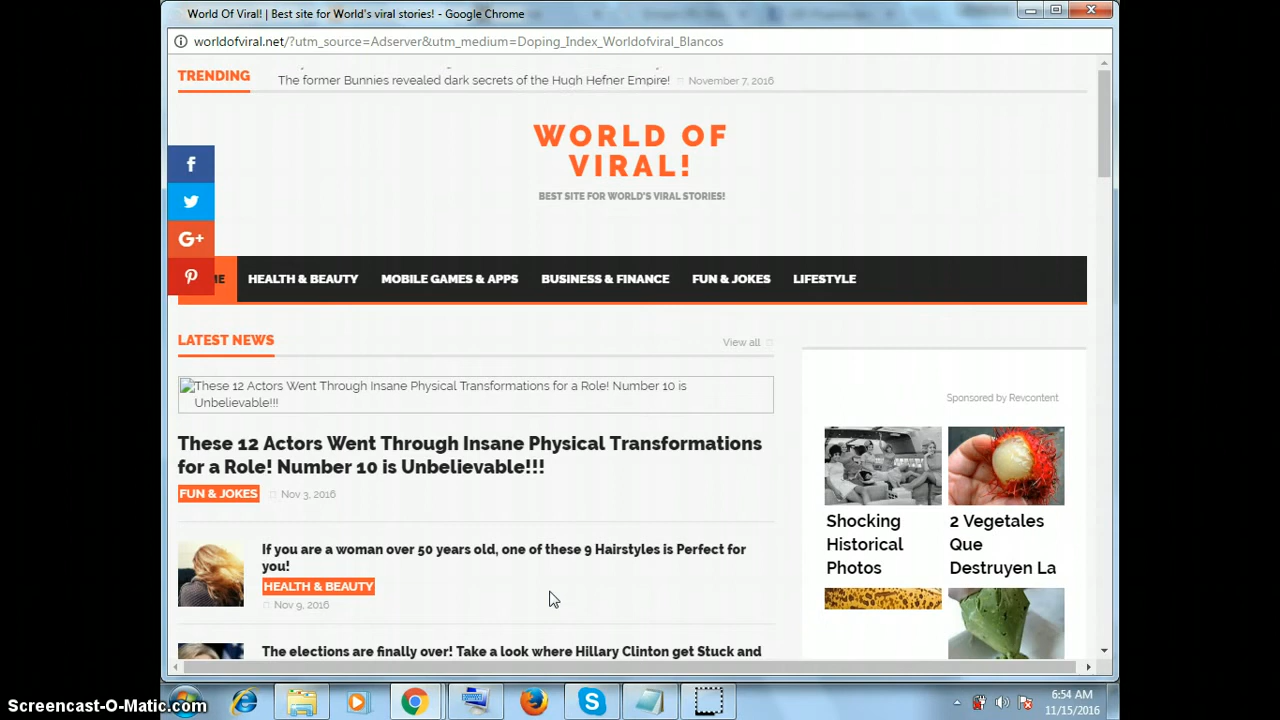 World Of Viral! | Best site for World's viral stories! - Google Chrome
worldofviral.net/?utm_source=Adserver&utm_medium=Doping_Index_Worldofviral_Blancos
TRENDING
The former Bunnies revealed dark secrets of the Hugh Hefner Empire! November 7, 2016
WORLD OF
VIRAL!
BEST SITE FOR WORLD'S VIRAL STORIES!
f
G+
HEALTH & BEAUTY MOBILE GAMES & APPS BUSINESS & FINANCE FUN & JOKES LIFESTYLE
LATEST NEWS View all
These 12 Actors Went Through Insane Physical Transformations for a Role! Number 10 is
Unbelievable!!!
Sponsored by Revcontent
These 12 Actors Went Through Insane Physical Transformations
for a Role! Number 10 is Unbelievable!!!
FUN & JOKES Nov 3, 2016
Shocking
Historical
Photos
2 Vegetales
Que
Destruyen La
If you are a woman over 50 years old, one of these 9 Hairstyles is Perfect for
you!
HEALTH & BEAUTY
Nov 9, 2016
The elections are finally over! Take a look where Hillary Clinton get Stuck and
Screencast-O-Matic.com
6:54 AM
11/15/2016